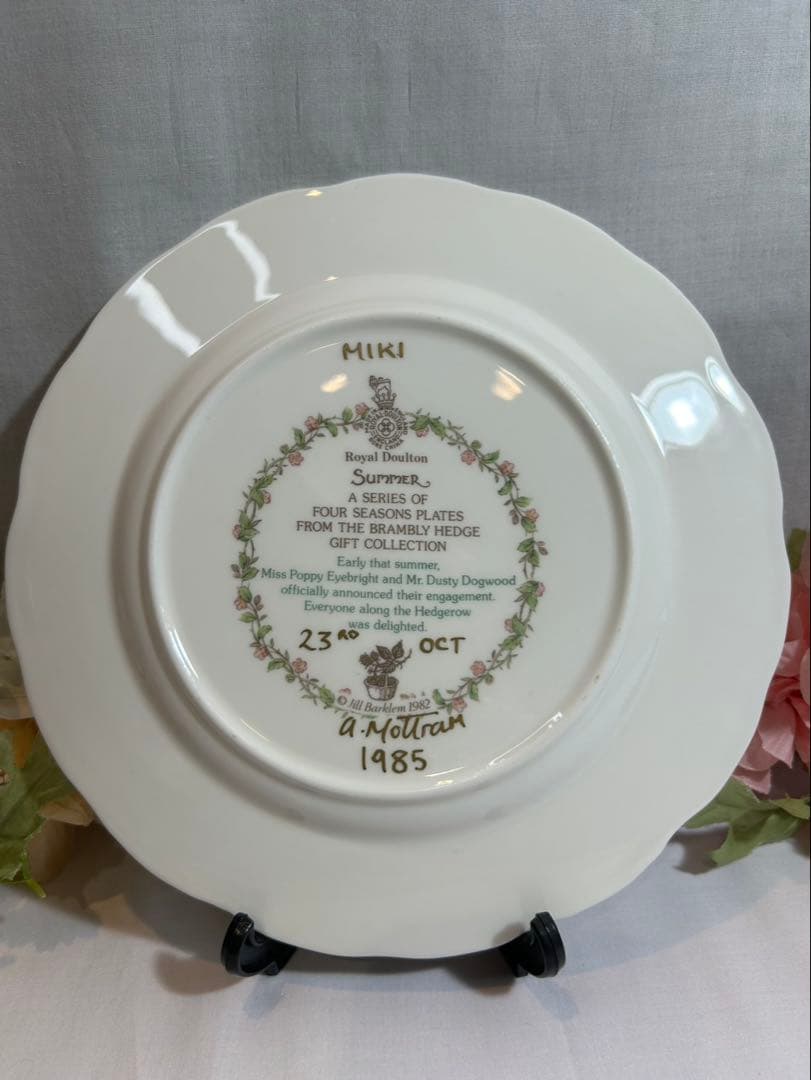 MIKI
Royal Doulton
Summer
A SERIES OF
FOUR SEASONS PLATES
FROM THE BRAMBLY HEDGE
GIFT COLLECTION
Early that summer,
Miss Poppy Eyebright and Mr. Dusty Dogwood
officially announced their engagement.
Everyone along the Hedgerow
was delighted.
23RD OCT
© Jill Barklem 1982
A. Mottram
1985